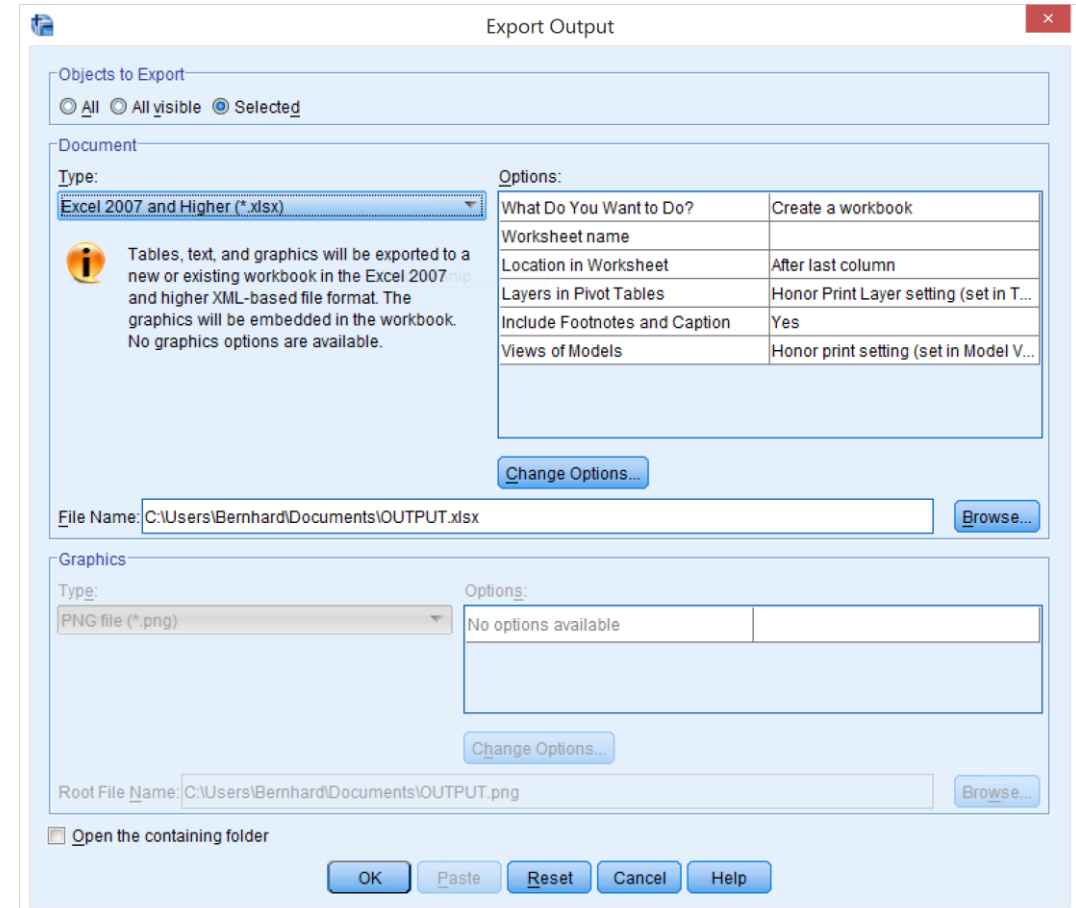 Export Output
Objects to Export
All All visible Selected
Document
Type:
Excel 2007 and Higher (*.xlsx)
Tables, text, and graphics will be exported to a
new or existing workbook in the Excel 2007
and higher XML-based file format. The
graphics will be embedded in the workbook.
No graphics options are available.
Options:
What Do You Want to Do? Create a workbook
Worksheet name
Location in Worksheet After last column
Layers in Pivot Tables Honor Print Layer setting (set in T...
Include Footnotes and Caption Yes
Views of Models Honor print setting (set in Model V...
Change Options...
File Name: C:\Users\Bernhard\Documents\OUTPUT.xlsx Browse...
Graphics
Type:
PNG file (*.png)
Options:
No options available
Change Options...
Root File Name: C:\Users\Bernhard\Documents\OUTPUT.png Browse...
Open the containing folder
OK Paste Reset Cancel Help